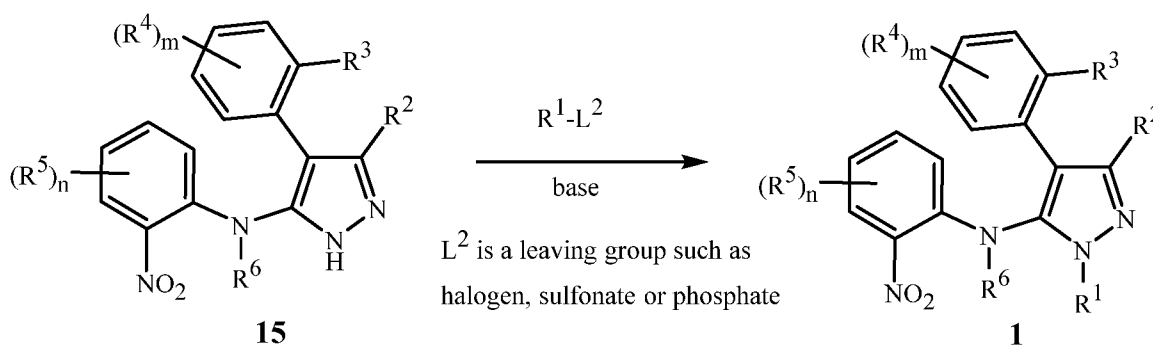 (R⁴)ₘ
R³
R²
(R⁵)ₙ
N
N
N
H
NO₂
R⁶
15
R¹-L²
base
L² is a leaving group such as
halogen, sulfonate or phosphate
(R⁴)ₘ
R³
R²
(R⁵)ₙ
N
N
N
NO₂
R⁶
R¹
1